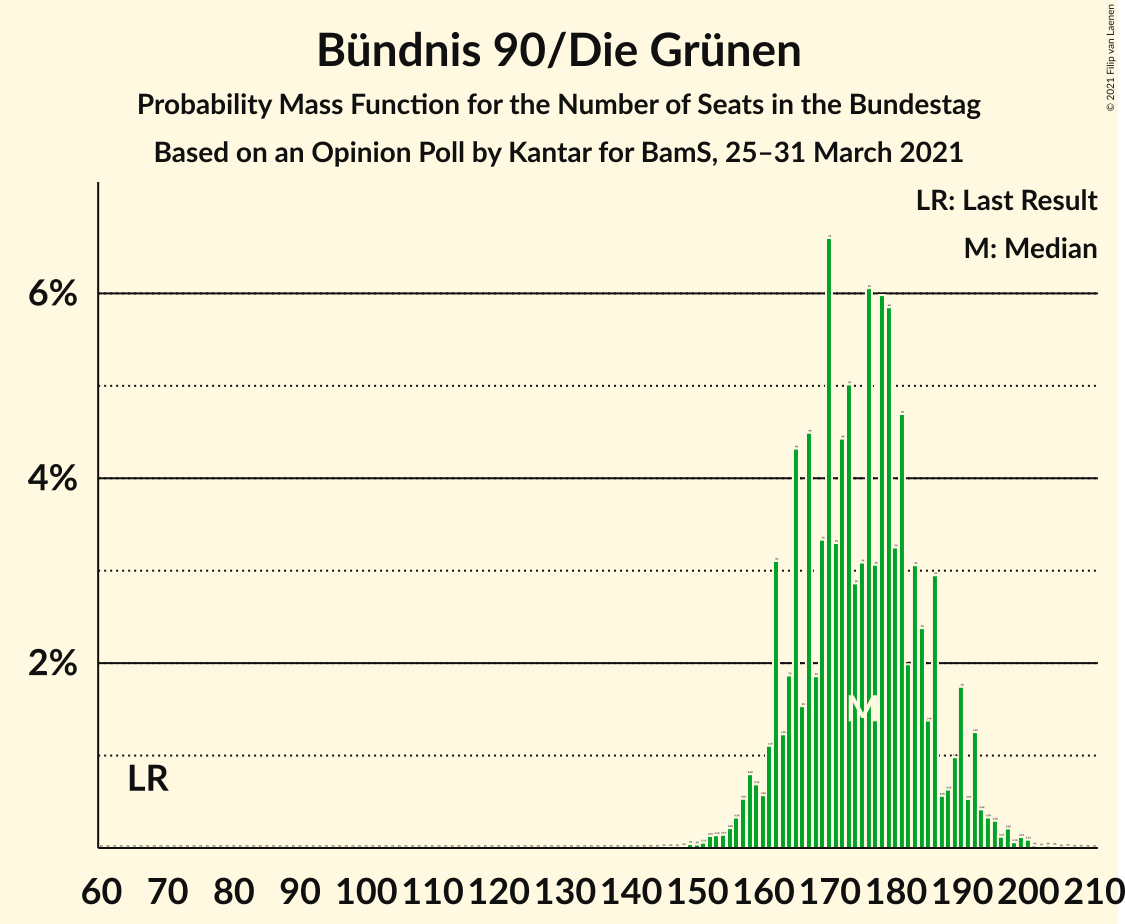 Bündnis 90/Die Grünen
Probability Mass Function for the Number of Seats in the Bundestag
Based on an Opinion Poll by Kantar for BamS, 25–31 March 2021
© 2021 Filip van Laenen
LR: Last Result
M: Median
6%
4%
2%
M
LR
60 70 80 90 100 110 120 130 140 150 160 170 180 190 200 210